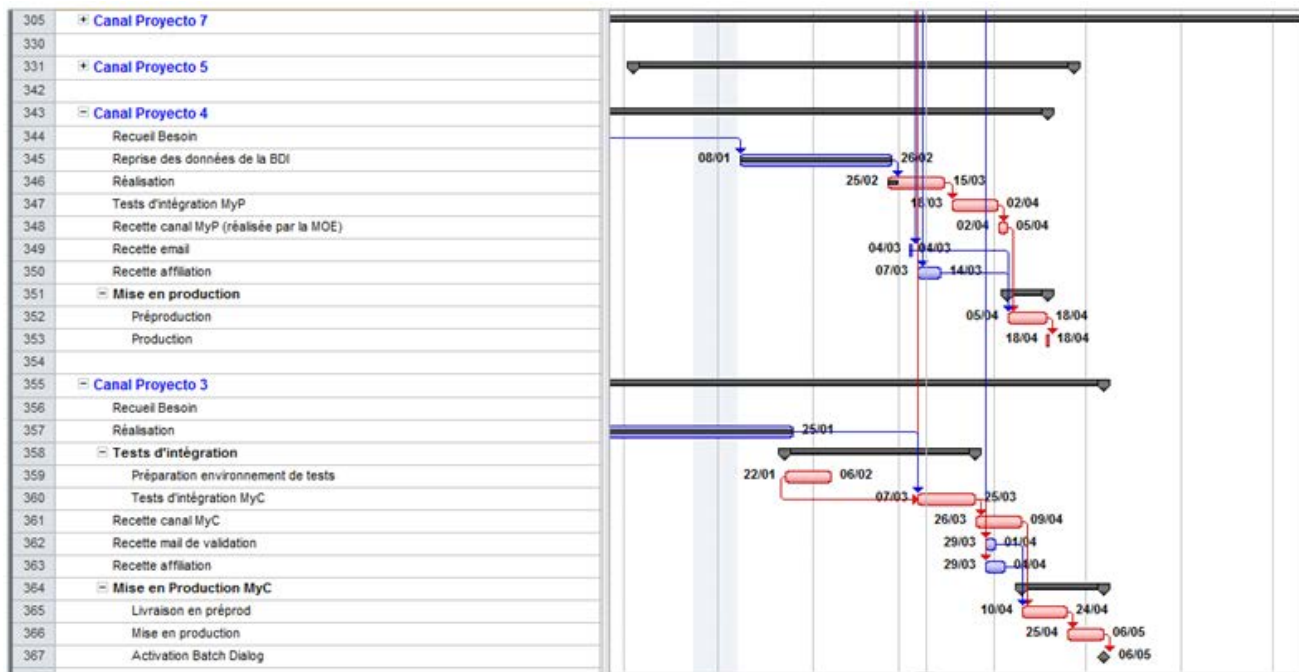 305 Canal Proyecto 7
330
331 Canal Proyecto 5
342
343 Canal Proyecto 4
344 Recueil Besoin
345 Reprise des données de la BDI 08/01 26/02
346 Réalisation 25/02 15/03
347 Tests d'intégration MyP 18/03 02/04
348 Recette canal MyP (réalisée par la MOE) 02/04 05/04
349 Recette email 04/03 04/03
350 Recette affiliation 07/03 14/03
351 Mise en production
352 Préproduction 05/04 18/04
353 Production 18/04 18/04
354
355 Canal Proyecto 3
356 Recueil Besoin
357 Réalisation 25/01
358 Tests d'intégration
359 Préparation environnement de tests 22/01 06/02
360 Tests d'intégration MyC 07/03 25/03
361 Recette canal MyC 26/03 09/04
362 Recette mail de validation 29/03 01/04
363 Recette affiliation 29/03 04/04
364 Mise en Production MyC
365 Livraison en préprod 10/04 24/04
366 Mise en production 25/04 06/05
367 Activation Batch Dialog 06/05